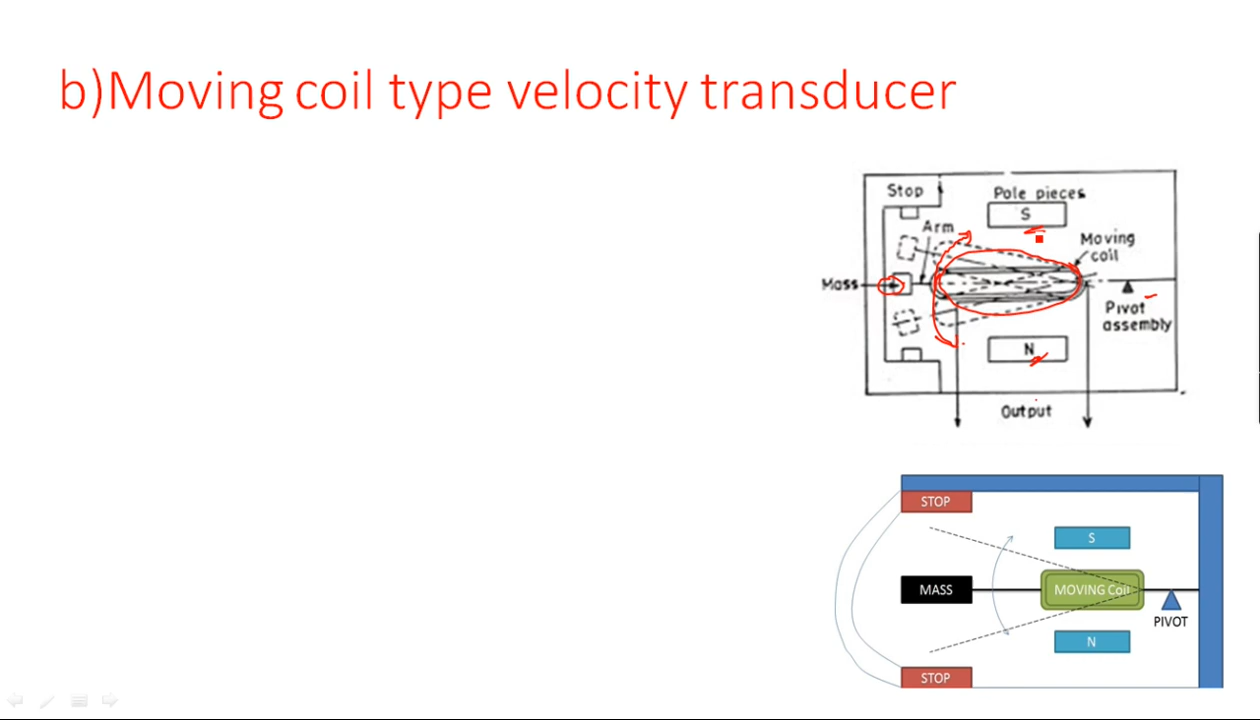 b)Moving coil type velocity transducer
Stop
Pole pieces
S
Arm
Moving
coil
Mass
Pivot
assembly
N
Output
STOP
S
MASS
MOVING Coil
PIVOT
N
STOP